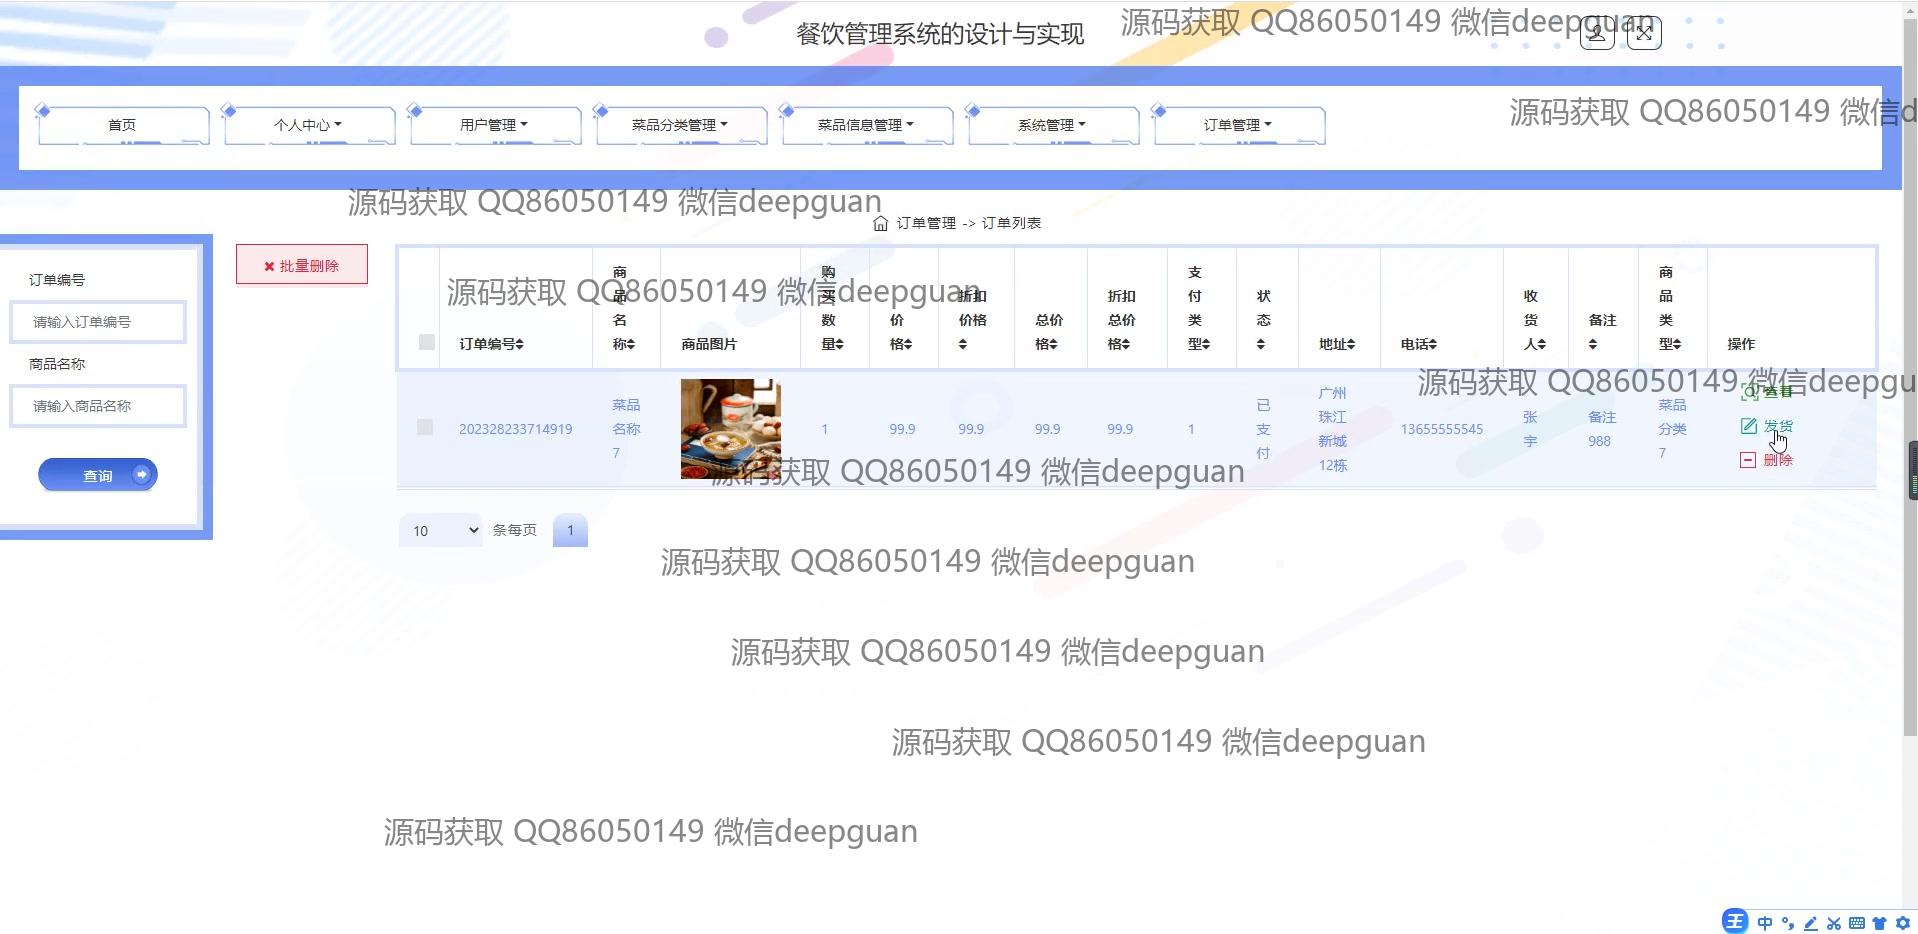 餐饮管理系统的设计与实现
源码获取 QQ86050149 微信deepguan
首页
个人中心
用户管理
菜品分类管理
菜品信息管理
系统管理
订单管理
源码获取 QQ86050149 微信d
源码获取 QQ86050149 微信deepguan
订单管理 -> 订单列表
订单编号
请输入订单编号
商品名称
请输入商品名称
查询
批量删除
源码获取 QQ86050149 微信deepguan
订单编号
商品名称
商品图片
购买数量
价格
折扣价格
总价格
折扣总价格
支付类型
状态
地址
电话
收货人
备注
商品类型
操作
源码获取 QQ86050149 微信deepgu
202328233714919
菜品名称7
1
99.9
99.9
99.9
99.9
1
已支付
广州珠江新城12栋
13655555545
张宇
备注988
菜品分类7
查看
发货
删除
源码获取 QQ86050149 微信deepguan
10
条每页
1
源码获取 QQ86050149 微信deepguan
源码获取 QQ86050149 微信deepguan
源码获取 QQ86050149 微信deepguan
源码获取 QQ86050149 微信deepguan
王
中